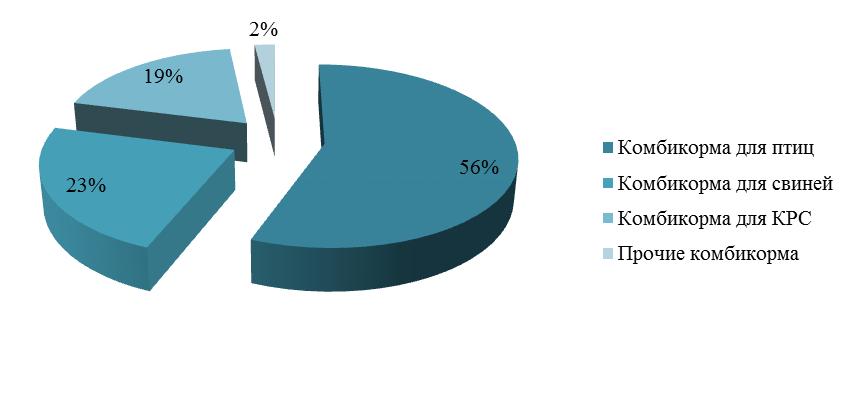 2%
19%
56%
23%
Комбикорма для птиц
Комбикорма для свиней
Комбикорма для КРС
Прочие комбикорма